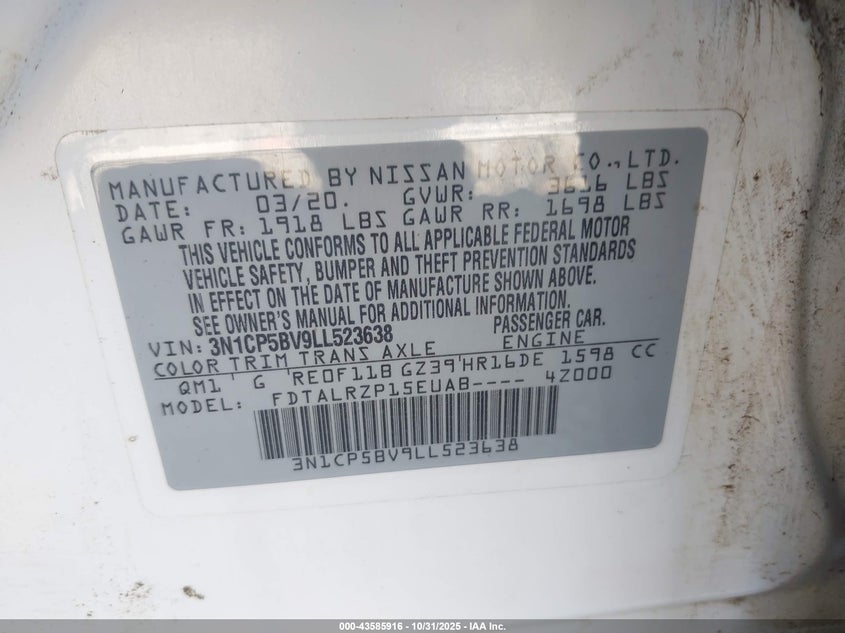 MANUFACTURED BY NISSAN MOTOR CO.,LTD.
DATE: 03/20. GVWR: 3616 LBS
GAWR FR: 1918 LBS GAWR RR: 1698 LBS
THIS VEHICLE CONFORMS TO ALL APPLICABLE FEDERAL MOTOR
VEHICLE SAFETY, BUMPER AND THEFT PREVENTION STANDARDS
IN EFFECT ON THE DATE OF MANUFACTURE SHOWN ABOVE.
SEE OWNER'S MANUAL FOR ADDITIONAL INFORMATION.
VIN: 3N1CP5BV9LL523638 PASSENGER CAR.
COLOR TRIM TRANS AXLE ENGINE
QM1 G RE0F11B GZ39 HR16DE 1598 CC
MODEL: FDTALRZP15EUAB---- 4Z000
3N1CP5BV9LL523638
000-43585916 - 10/31/2025 - IAA Inc.